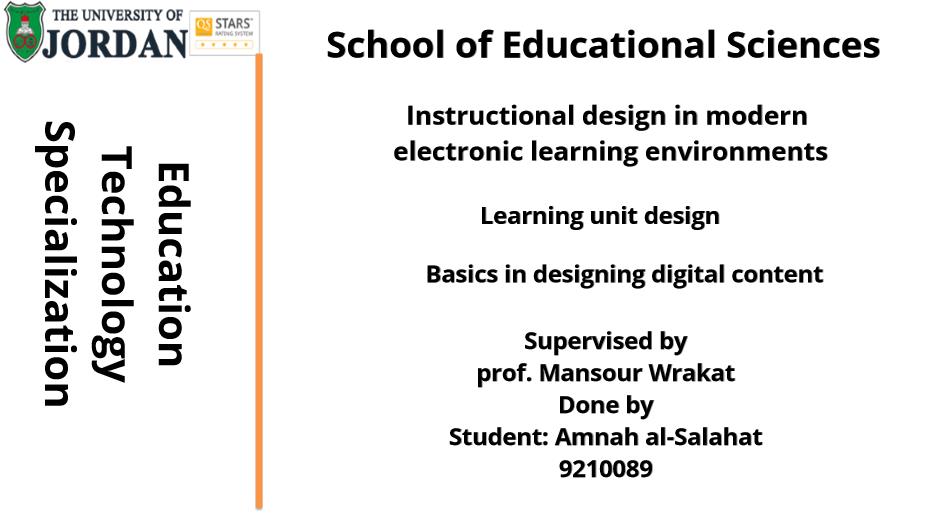 THE UNIVERSITY OF
JORDAN
QS STARS
RATING SYSTEM
School of Educational Sciences
Education
Technology
Specialization
Instructional design in modern
electronic learning environments
Learning unit design
Basics in designing digital content
Supervised by
prof. Mansour Wrakat
Done by
Student: Amnah al-Salahat
9210089